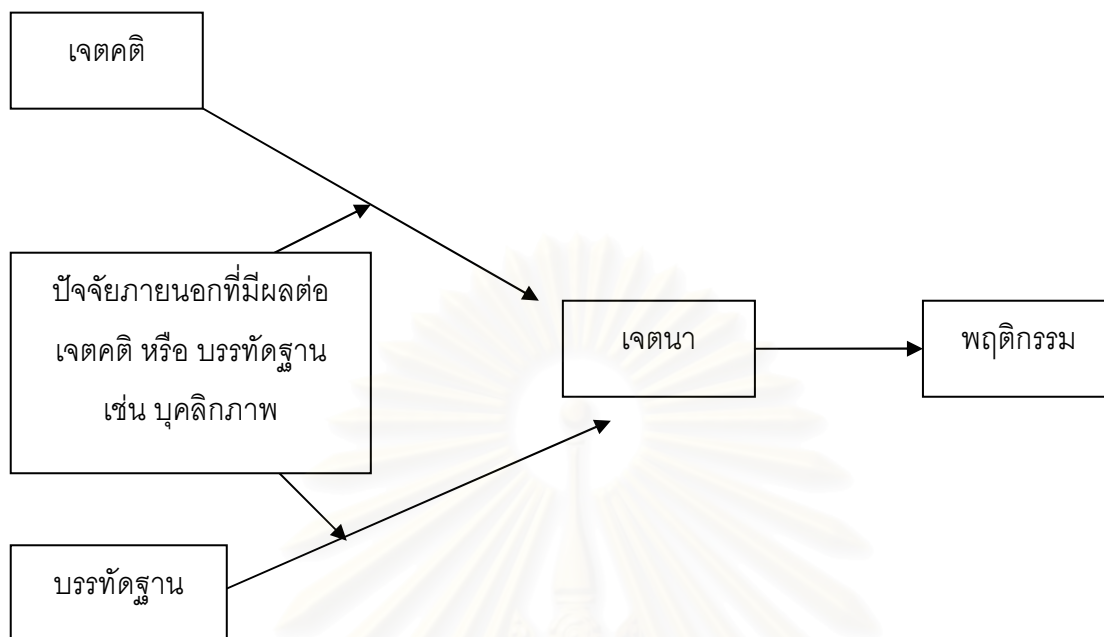 เจตคติ
ปัจจัยภายนอกที่มีผลต่อ
เจตคติ หรือ บรรทัดฐาน
เช่น บุคลิกภาพ
เจตนา
พฤติกรรม
บรรทัดฐาน